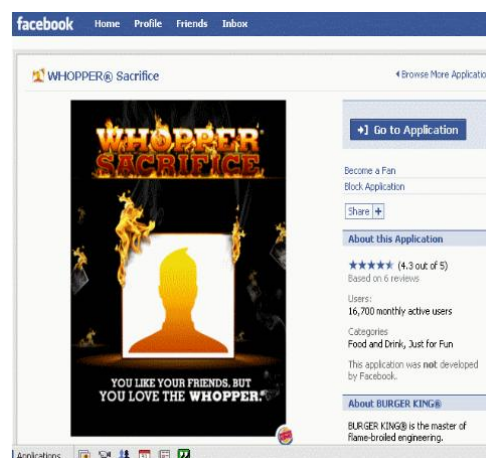 facebook Home Profile Friends Inbox
WHOPPER® Sacrifice
Browse More Applicatio
WHOPPER
SACRIFICE
YOU LIKE YOUR FRIENDS, BUT
YOU LOVE THE WHOPPER.®
Go to Application
Become a Fan
Block Application
Share +
About this Application
(4.3 out of 5)
Based on 6 reviews
Users:
16,700 monthly active users
Categories
Food and Drink, Just for Fun
This application was not developed
by Facebook.
About BURGER KING®
BURGER KING® is the master of
flame-broiled engineering.
Applications